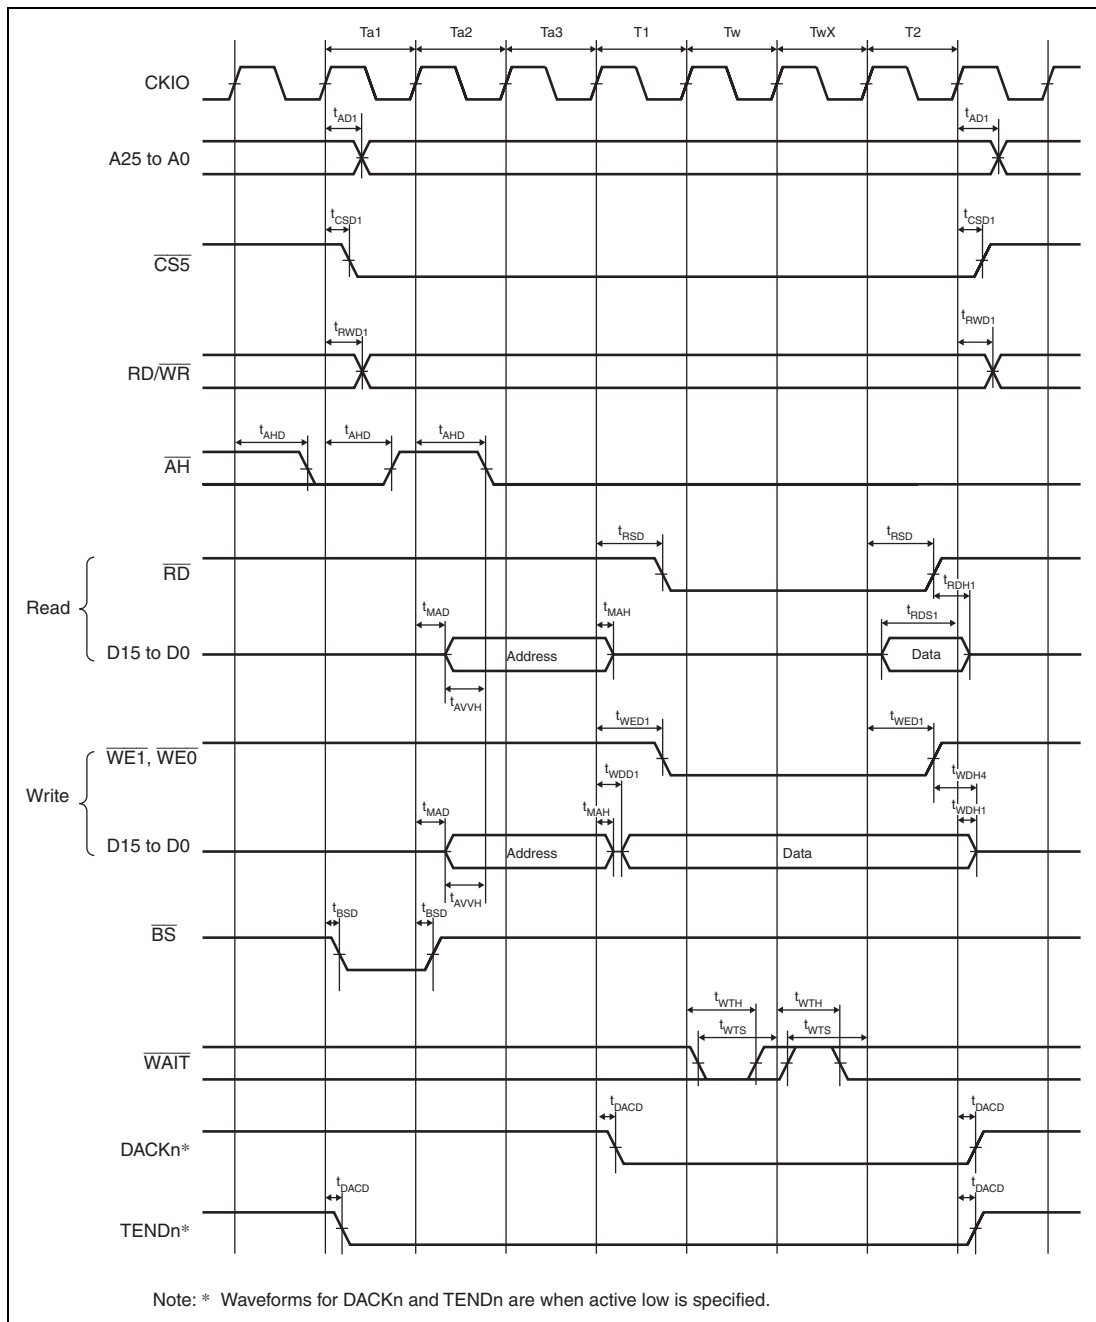 Ta1 Ta2 Ta3 T1 Tw TwX T2
CKIO
tAD1 tAD1
A25 to A0
tCSD1 tCSD1
CS5
tRWD1 tRWD1
RD/WR
tAHD tAHD tAHD
AH
tRSD tRSD
RD
tRDH1
Read
tMAD tMAH tRDS1
D15 to D0 Address Data
tAVVH
tWED1 tWED1
WE1, WE0
tWDD1 tWDH4
Write
tMAD tMAH tWDH1
D15 to D0 Address Data
tAVVH
tBSD tBSD
BS
tWTH tWTH
tWTS tWTS
WAIT
tDACD tDACD
DACKn*
tDACD tDACD
TENDn*
Note: * Waveforms for DACKn and TENDn are when active low is specified.